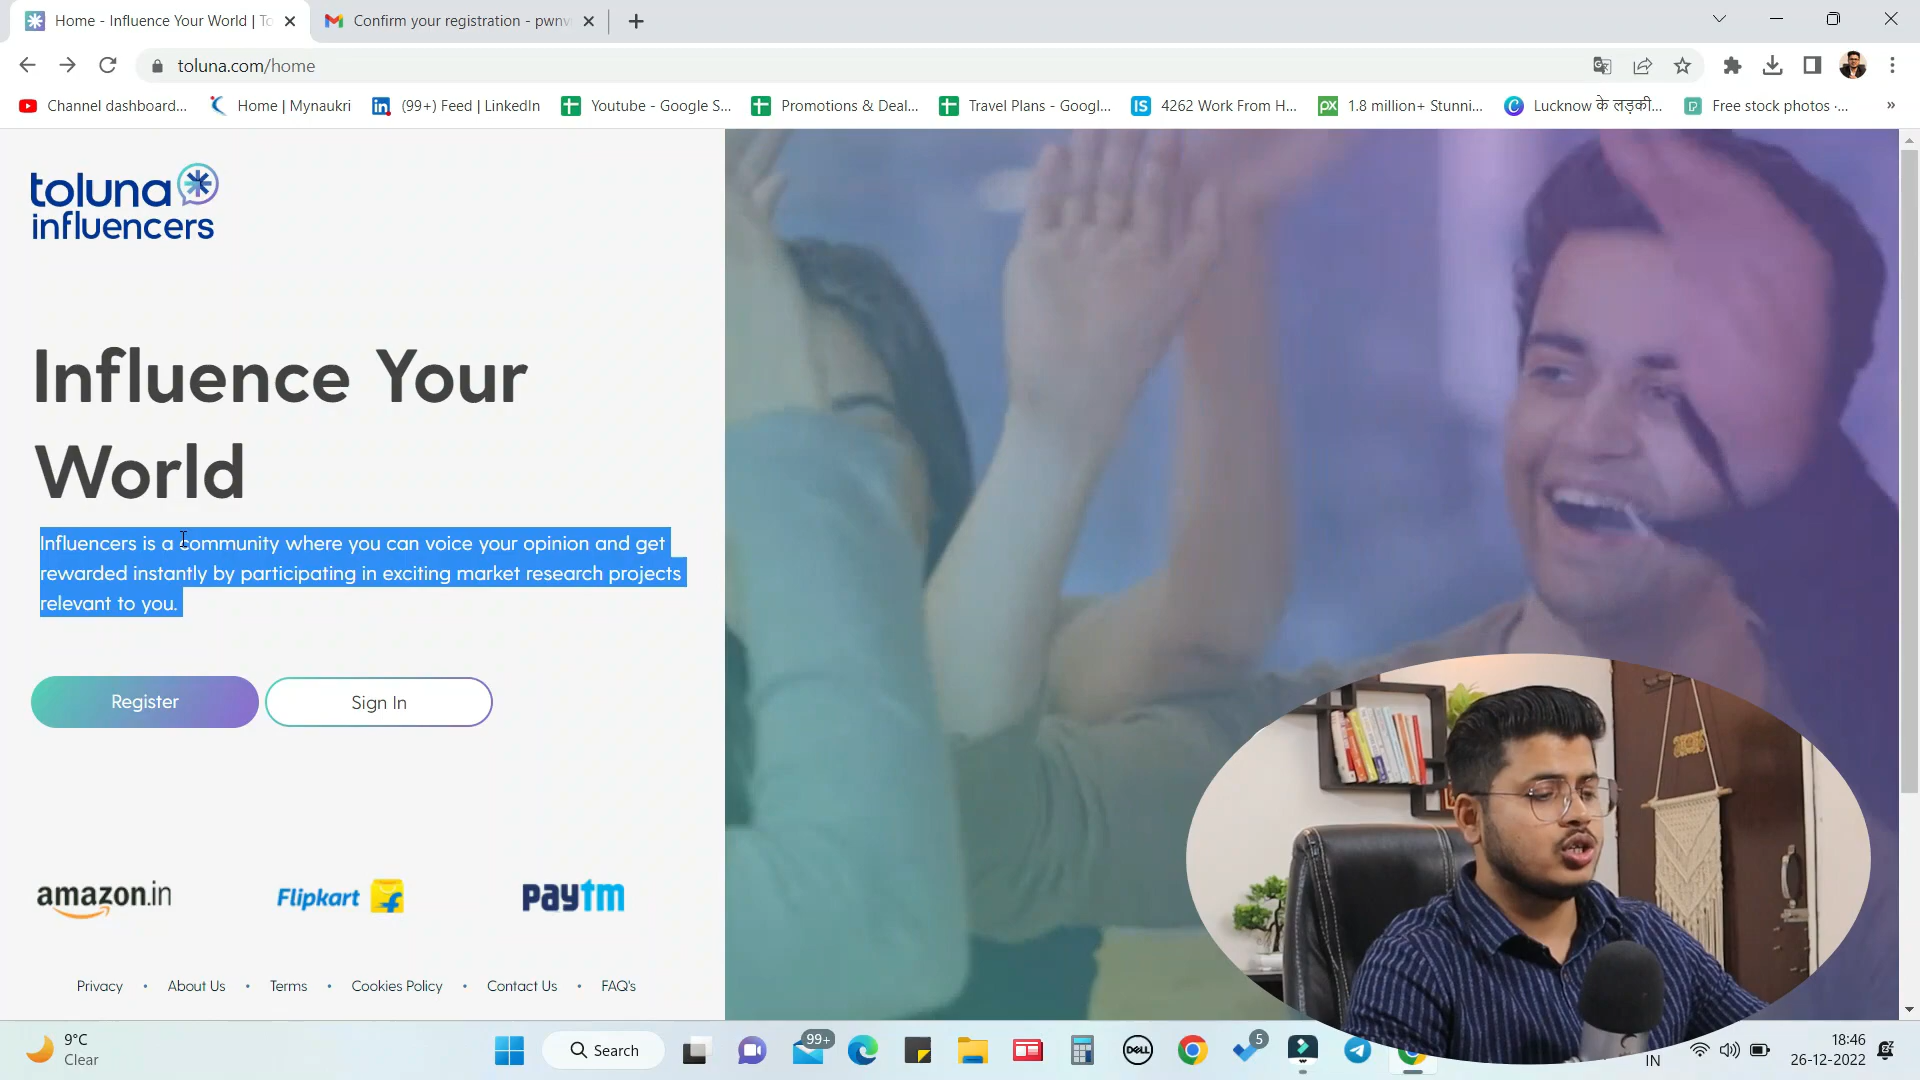 Home - Influence Your World | To
Confirm your registration - pwnv
toluna.com/home
Channel dashboard...
Home | Mynaukri
(99+) Feed | LinkedIn
Youtube - Google S...
Promotions & Deal...
Travel Plans - Googl...
IS
4262 Work From H...
px
1.8 million+ Stunni...
Lucknow के लड़की...
Free stock photos -...
»
toluna
influencers
Influence Your
World
Influencers is a community where you can voice your opinion and get
rewarded instantly by participating in exciting market research projects
relevant to you.
Register
Sign In
amazon.in
Flipkart
paytm
Privacy • About Us • Terms • Cookies Policy • Contact Us • FAQ's
9°C
Clear
Search
99+
DELL
5
IN
18:46
26-12-2022